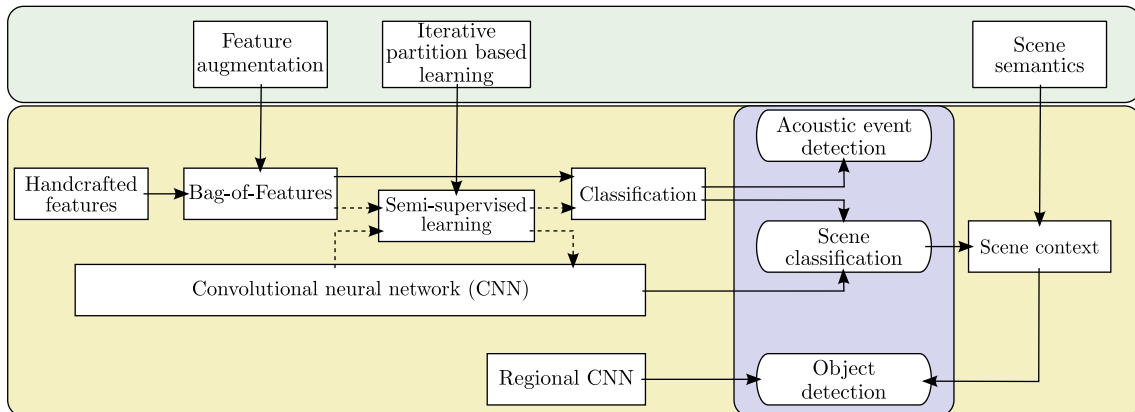 Feature
augmentation
Iterative
partition based
learning
Scene
semantics
Acoustic event
detection
Handcrafted
features
Bag-of-Features
Semi-supervised
learning
Classification
Scene
classification
Scene context
Convolutional neural network (CNN)
Regional CNN
Object
detection